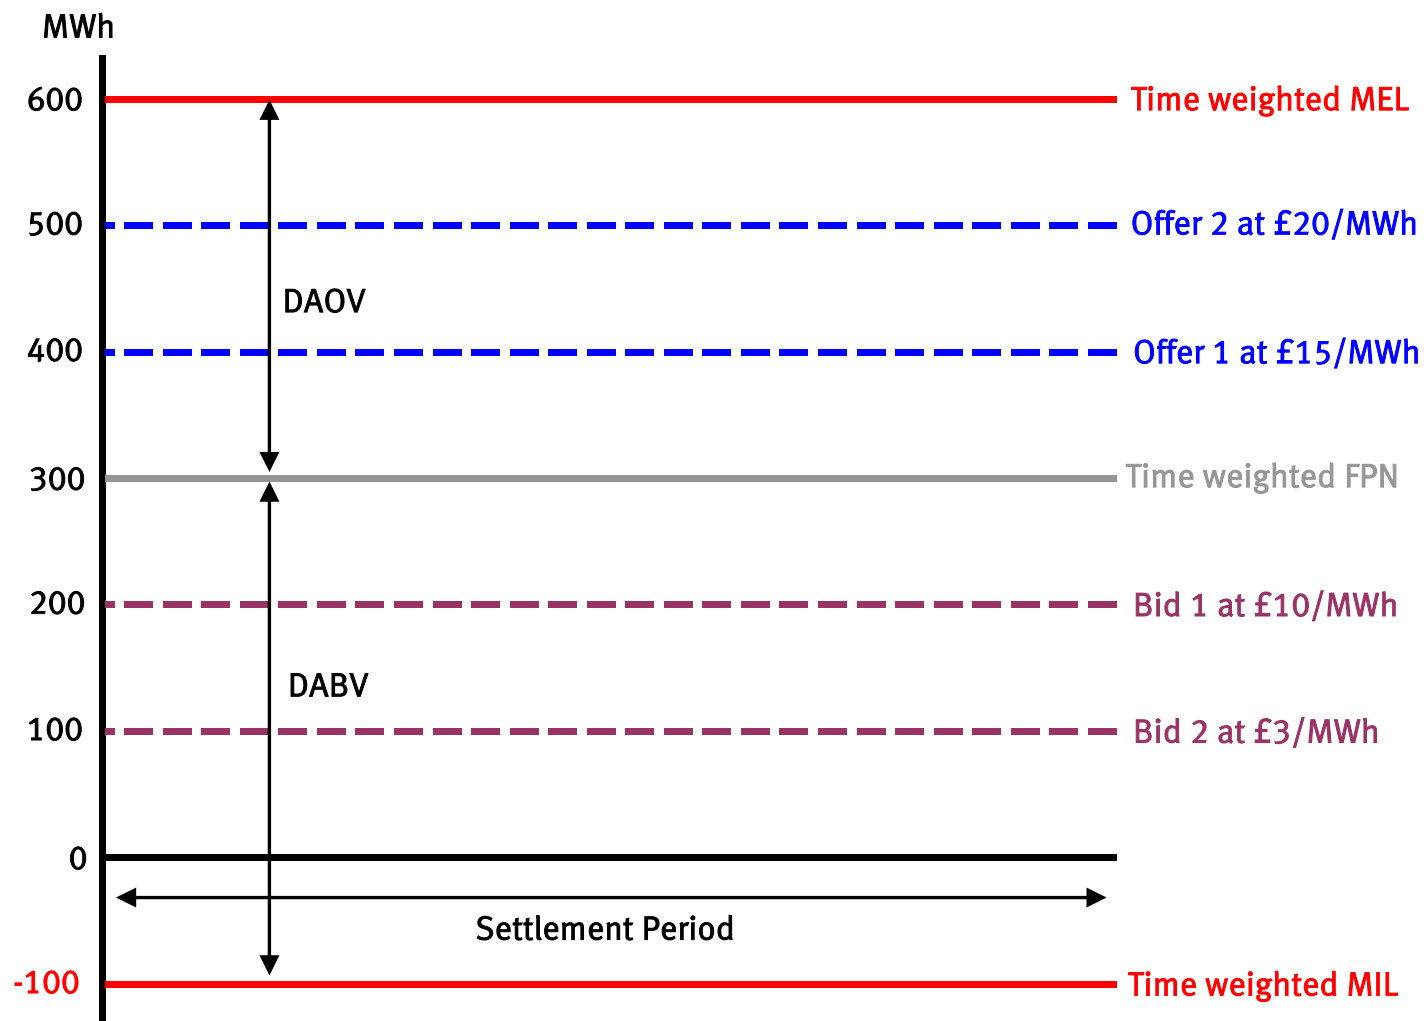 MWh
600
Time weighted MEL
500
Offer 2 at £20/MWh
DAOV
400
Offer 1 at £15/MWh
300
Time weighted FPN
200
Bid 1 at £10/MWh
DABV
100
Bid 2 at £3/MWh
0
Settlement Period
-100
Time weighted MIL